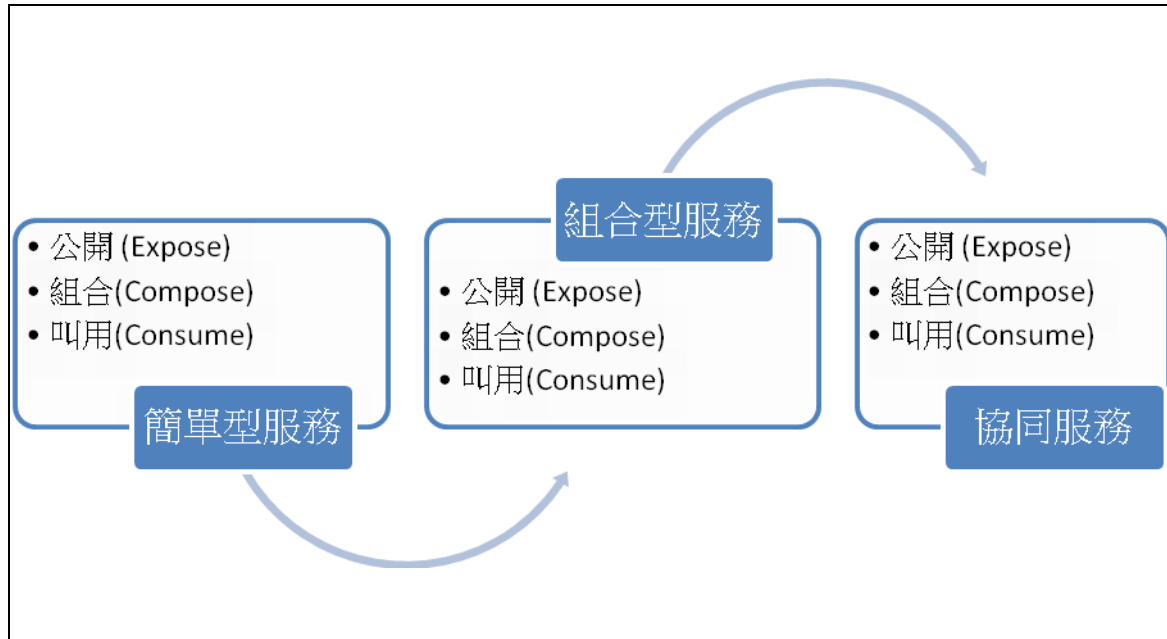 • 公開 (Expose)
• 組合(Compose)
• 叫用(Consume)
簡單型服務
組合型服務
• 公開 (Expose)
• 組合(Compose)
• 叫用(Consume)
• 公開 (Expose)
• 組合(Compose)
• 叫用(Consume)
協同服務